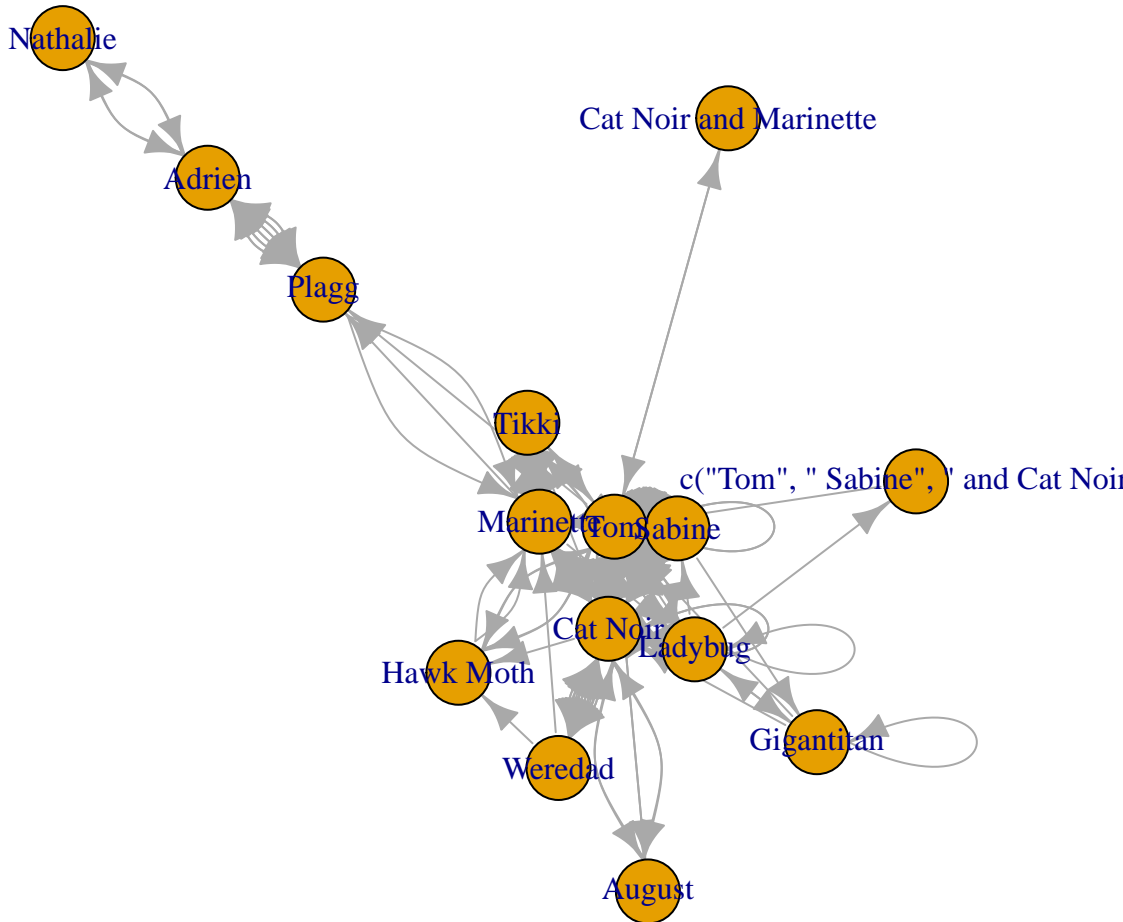 Nathalie
Cat Noir and Marinette
Adrien
Plagg
Tikki
c("Tom", " Sabine", " and Cat Noir
Marinette
Tom
Sabine
Cat Noir
Ladybug
Hawk Moth
Gigantitan
Weredad
August